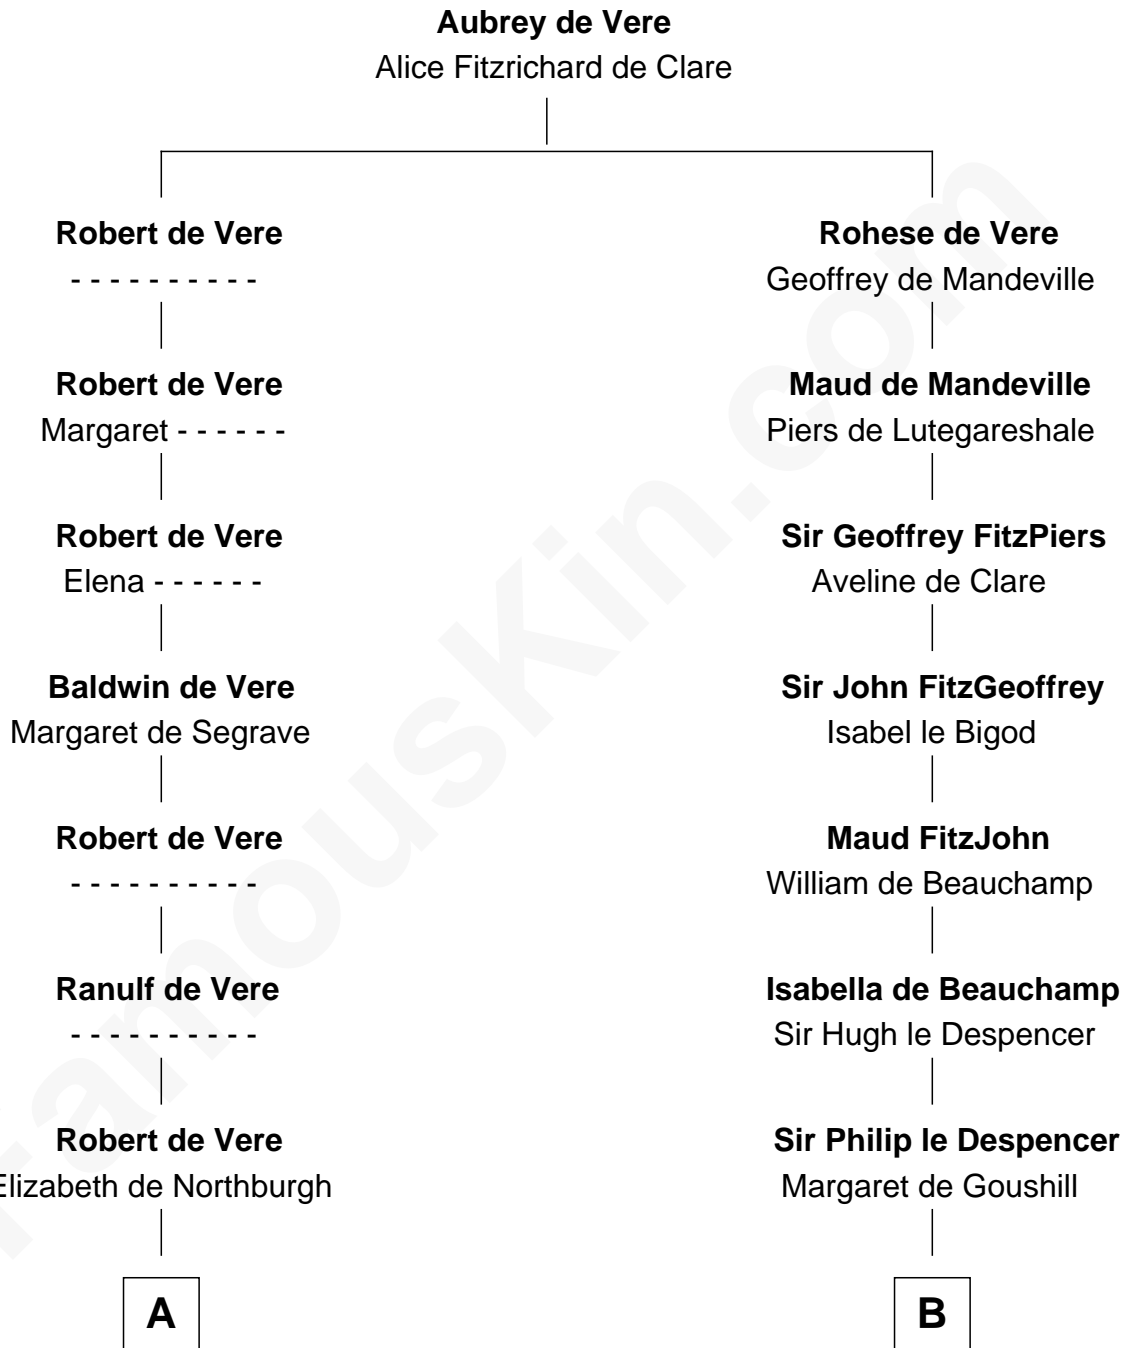 Aubrey de Vere
Alice Fitzrichard de Clare
Robert de Vere
- - - - - - - - - -
Rohese de Vere
Geoffrey de Mandeville
Robert de Vere
Margaret - - - - - -
Maud de Mandeville
Piers de Lutegareshale
Robert de Vere
Elena - - - - - -
Sir Geoffrey FitzPiers
Aveline de Clare
Baldwin de Vere
Margaret de Segrave
Sir John FitzGeoffrey
Isabel le Bigod
Robert de Vere
- - - - - - - - - -
Maud FitzJohn
William de Beauchamp
Ranulf de Vere
- - - - - - - - - -
Isabella de Beauchamp
Sir Hugh le Despencer
Robert de Vere
Elizabeth de Northburgh
Sir Philip le Despencer
Margaret de Goushill
A
B
FamousKin.com